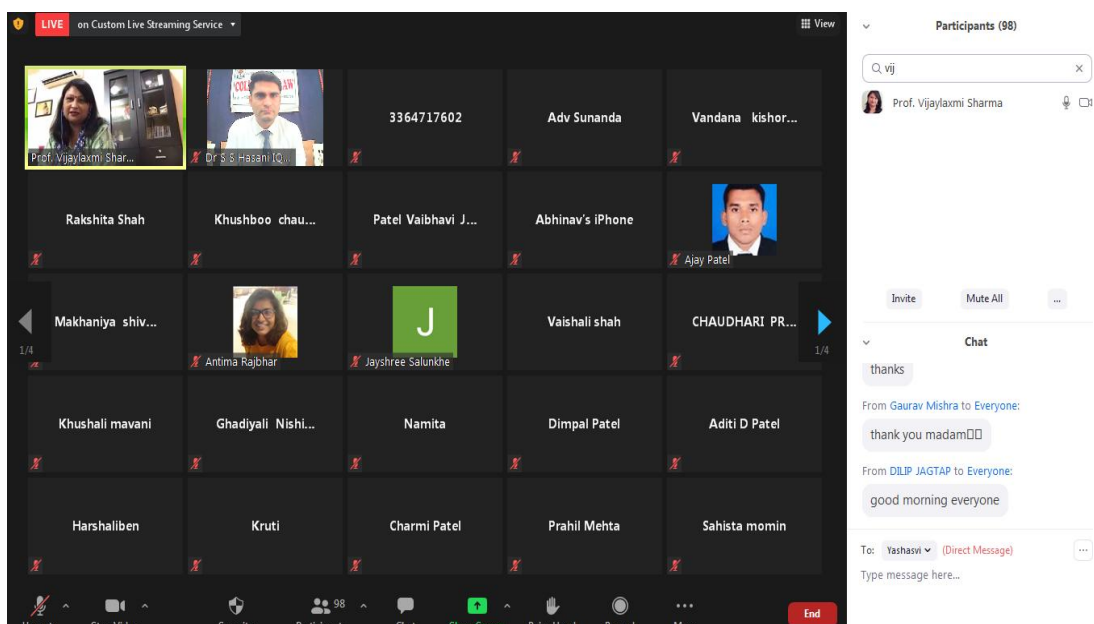 LIVE on Custom Live Streaming Service
View
Prof. Vijaylaxmi Shar...
Dr S S Hasani IQ...
3364717602
Adv Sunanda
Vandana kishor...
Rakshita Shah
Khushboo chau...
Patel Vaibhavi J...
Abhinav's iPhone
Ajay Patel
Makhaniya shiv...
Antima Rajbhar
J
Jayshree Salunkhe
Vaishali shah
CHAUDHARI PR...
1/4
1/4
Khushali mavani
Ghadiyali Nishi...
Namita
Dimpal Patel
Aditi D Patel
Harshaliben
Kruti
Charmi Patel
Prahil Mehta
Sahista momin
98
End
Participants (98)
vij
Prof. Vijaylaxmi Sharma
Invite
Mute All
...
Chat
thanks
From Gaurav Mishra to Everyone:
thank you madam
From DILIP JAGTAP to Everyone:
good morning everyone
To: Yashasvi (Direct Message)
Type message here...